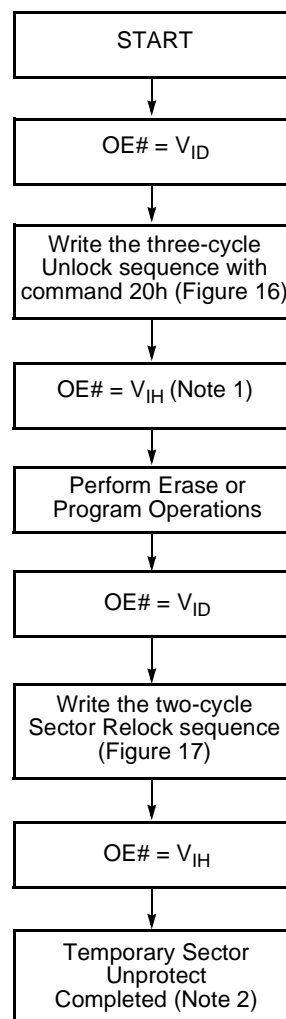 START
OE# = VID
Write the three-cycle
Unlock sequence with
command 20h (Figure 16)
OE# = VIH (Note 1)
Perform Erase or
Program Operations
OE# = VID
Write the two-cycle
Sector Relock sequence
(Figure 17)
OE# = VIH
Temporary Sector
Unprotect
Completed (Note 2)